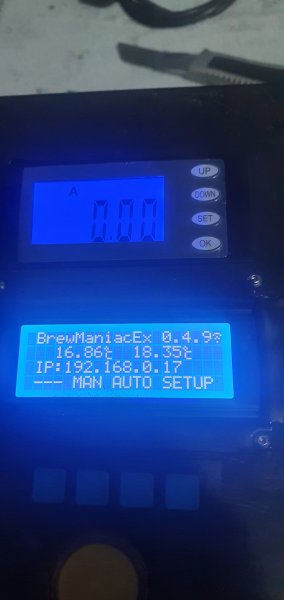 A
0.00
UP
DOWN
SET
OK
BrewManiacEx 0.4.9
16.86℃ 18.35℃
IP:192.168.0.17
--- MAN AUTO SETUP